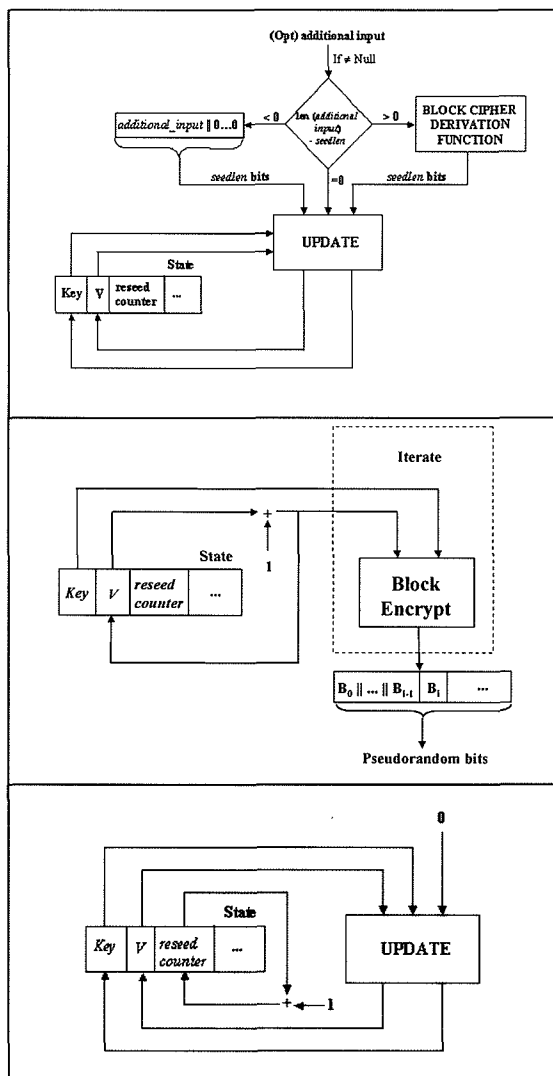 (Opt) additional input
If ≠ Null
< 0
len (additional
input)
- seedlen
> 0
=0
additional_input || 0...0
BLOCK CIPHER
DERIVATION
FUNCTION
seedlen bits
seedlen bits
UPDATE
State
Key
V
reseed
counter
...
Iterate
+
1
State
Key
V
reseed
counter
...
Block
Encrypt
B0 || ... || Bi-1
Bi
...
Pseudorandom bits
0
State
Key
V
reseed
counter
...
UPDATE
+
1